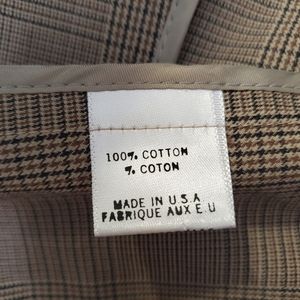 100% COTTON
% COTON
MADE IN U.S.A
FABRIQUE AUX E.U